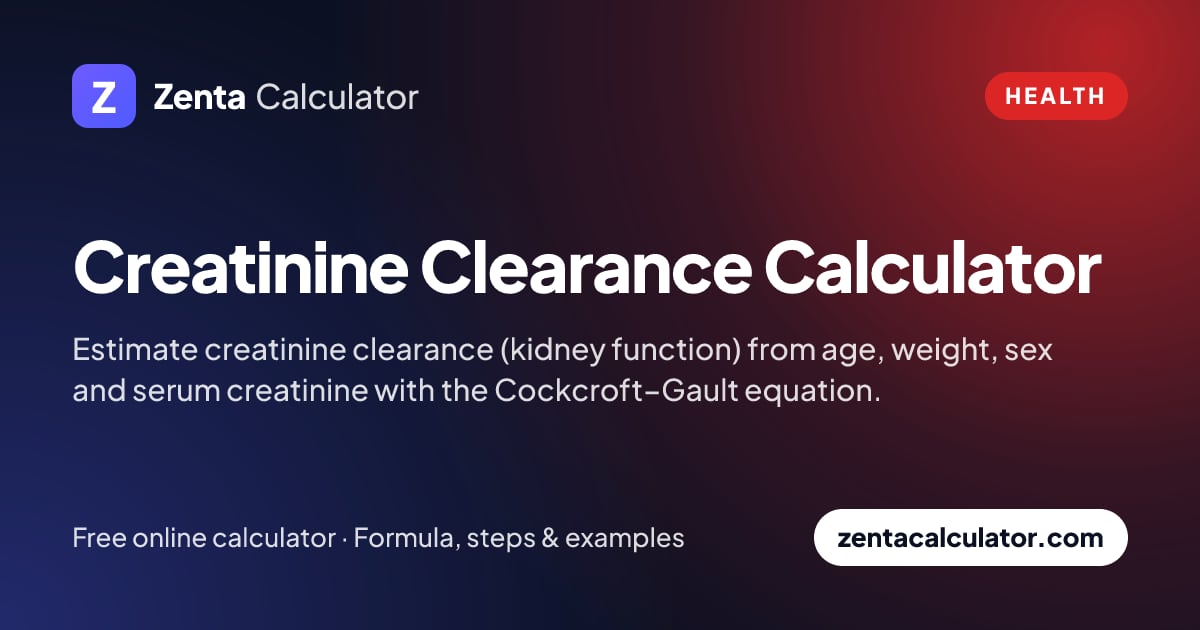 Z Zenta Calculator
HEALTH
Creatinine Clearance Calculator
Estimate creatinine clearance (kidney function) from age, weight, sex
and serum creatinine with the Cockcroft–Gault equation.
Free online calculator · Formula, steps & examples
zentacalculator.com